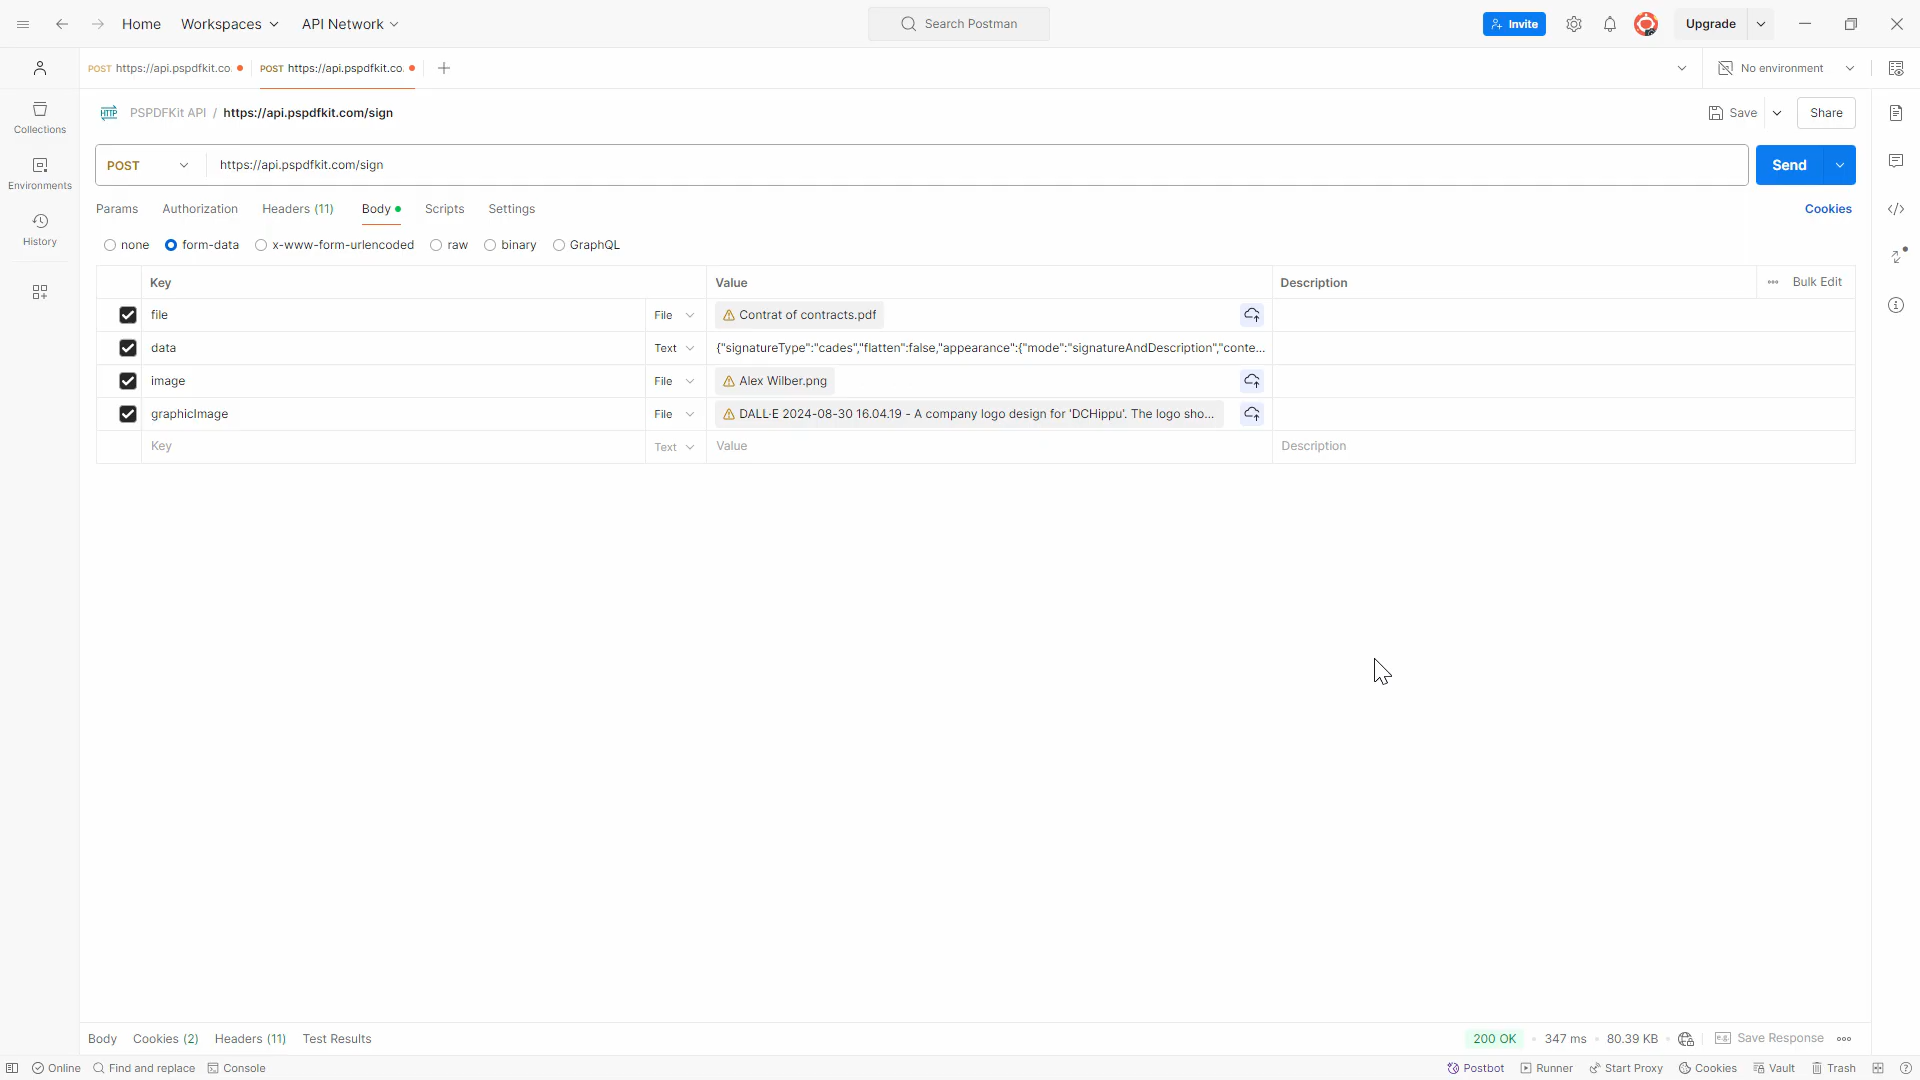 Home Workspaces API Network Search Postman Invite Upgrade
POST https://api.pspdfkit.co. POST https://api.pspdfkit.co. No environment
HTTP PSPDFKit API / https://api.pspdfkit.com/sign Save Share
Collections
POST https://api.pspdfkit.com/sign Send
Environments
Params Authorization Headers (11) Body Scripts Settings Cookies
History
none form-data x-www-form-urlencoded raw binary GraphQL
Key Value Description Bulk Edit
file File Contrat of contracts.pdf
data Text {"signatureType":"cades","flatten":false,"appearance":{"mode":"signatureAndDescription","conte...
image File Alex Wilber.png
graphicImage File DALL·E 2024-08-30 16.04.19 - A company logo design for 'DCHippu'. The logo sho...
Key Text Value Description
Body Cookies (2) Headers (11) Test Results 200 OK 347 ms 80.39 KB e.g. Save Response
Online Find and replace Console Postbot Runner Start Proxy Cookies Vault Trash